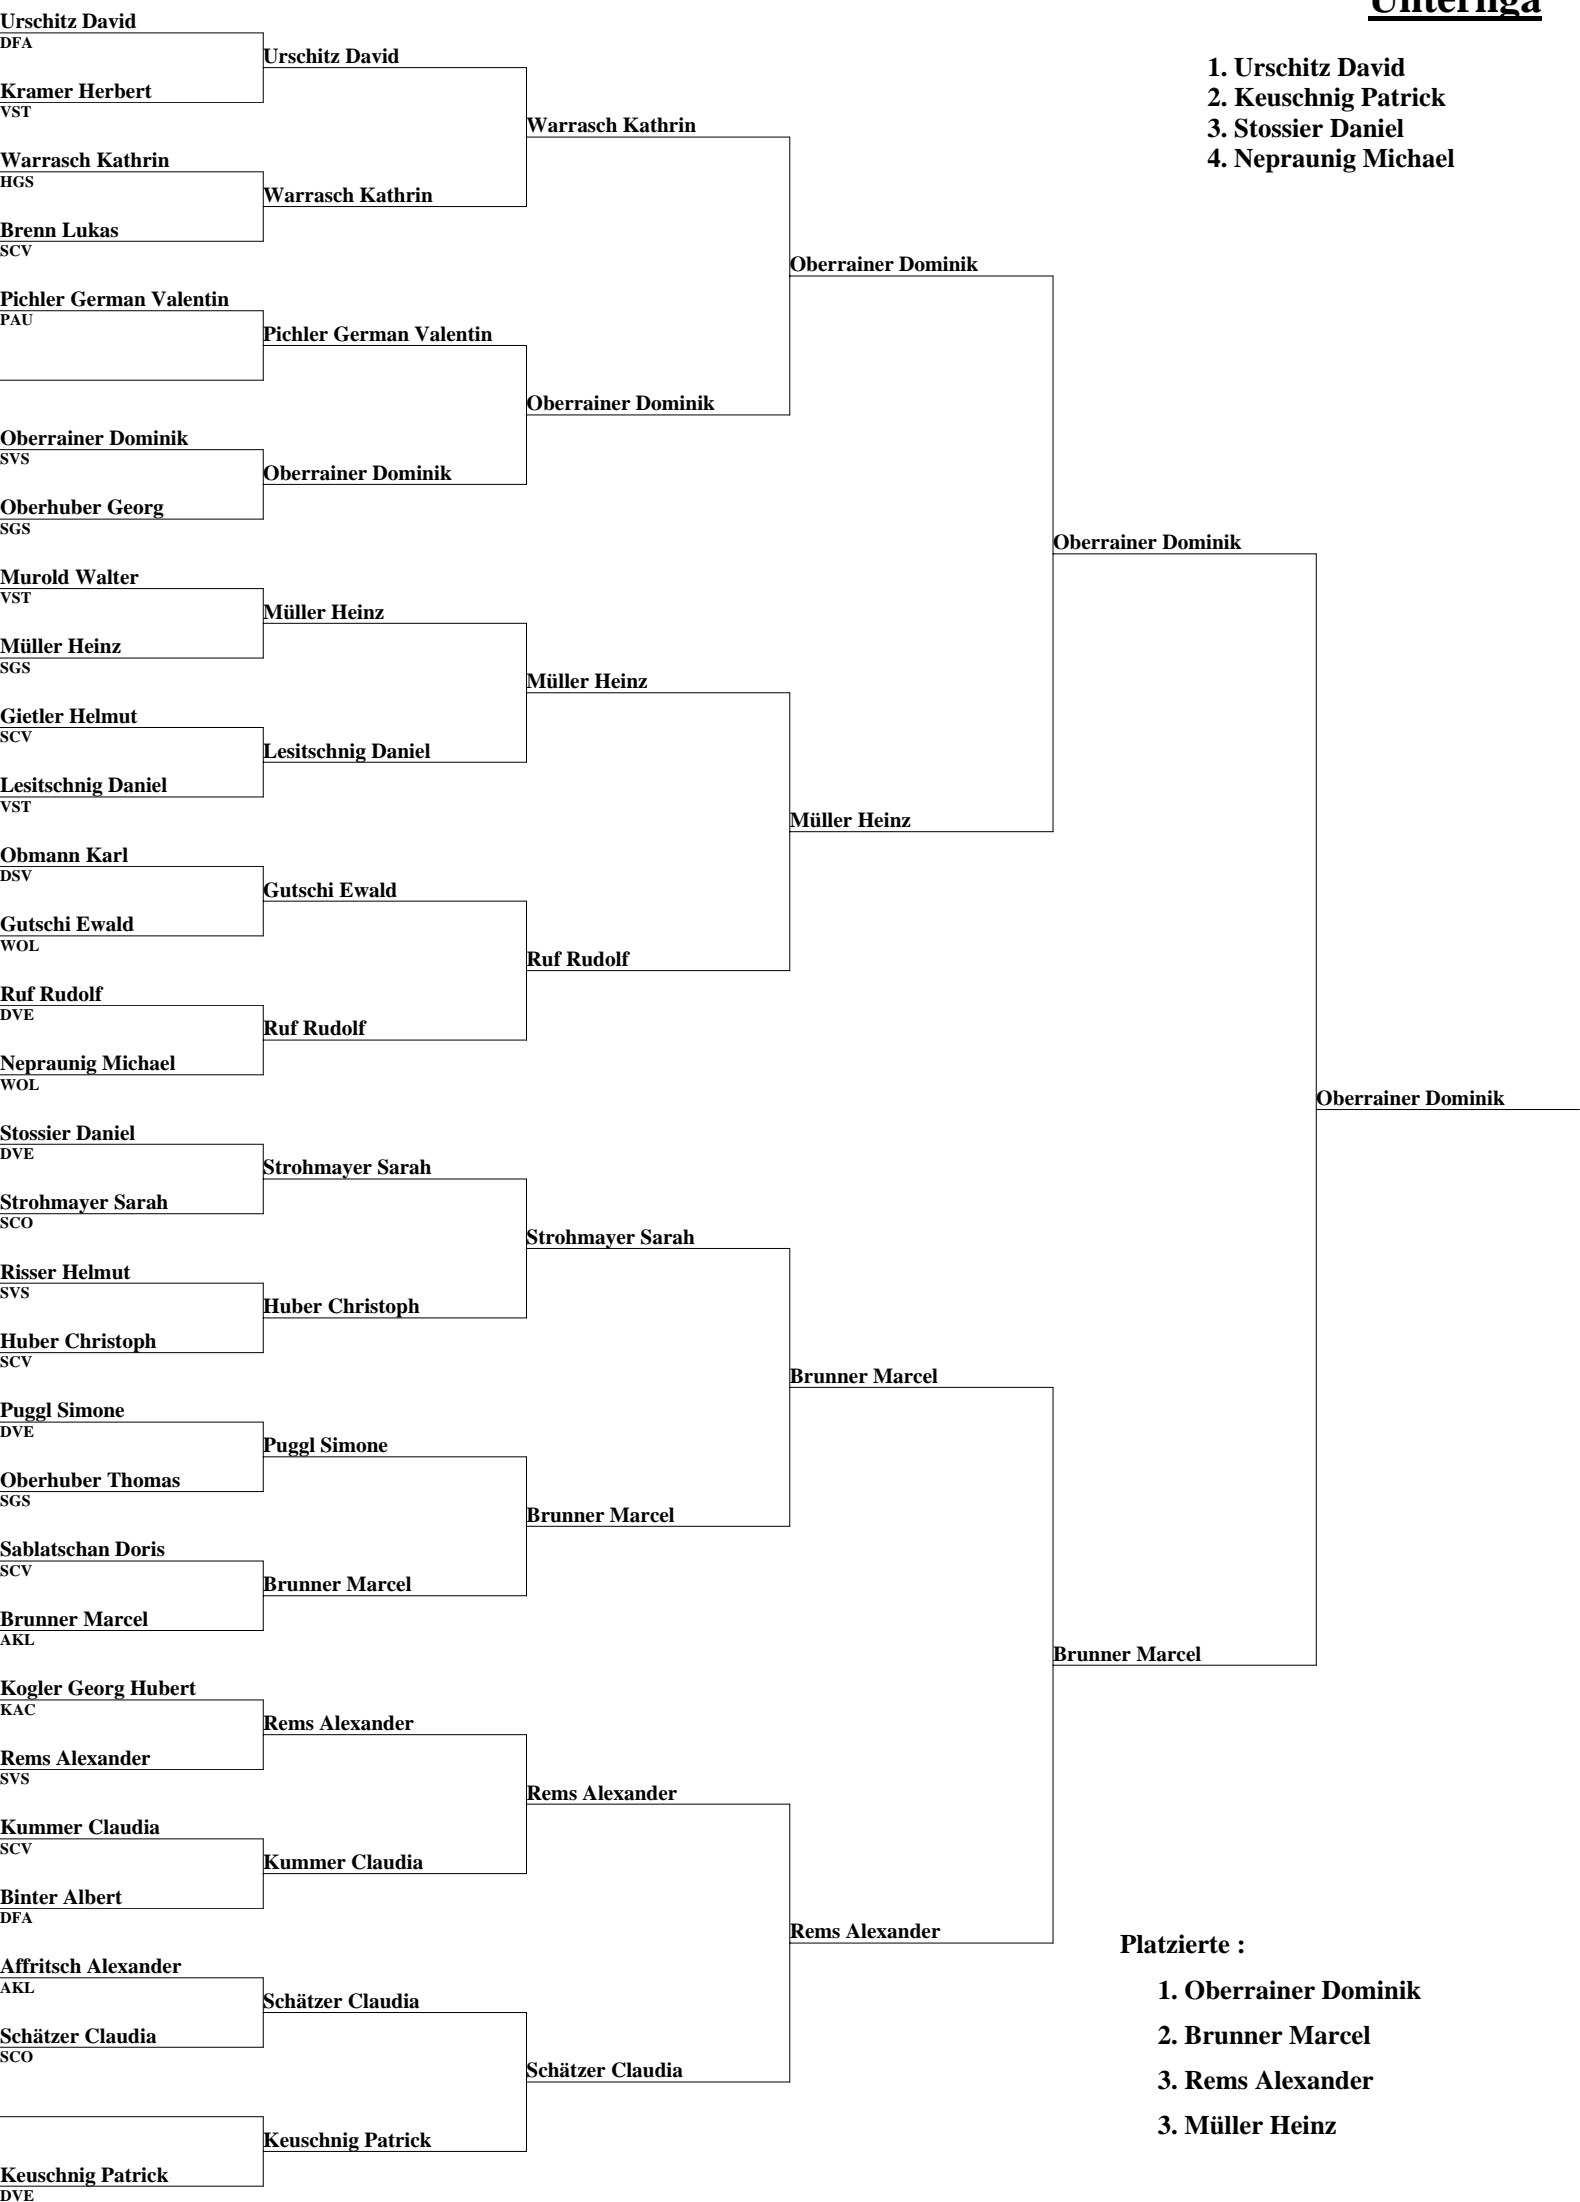 Unterliga
1. Urschitz David
2. Keuschnig Patrick
3. Stossier Daniel
4. Nepraunig Michael
Urschitz David
DFA
Kramer Herbert
VST
Warrasch Kathrin
HGS
Brenn Lukas
SCV
Pichler German Valentin
PAU
Oberrainer Dominik
SVS
Oberhuber Georg
SGS
Murold Walter
VST
Müller Heinz
SGS
Gietler Helmut
SCV
Lesitschnig Daniel
VST
Obmann Karl
DSV
Gutschi Ewald
WOL
Ruf Rudolf
DVE
Nepraunig Michael
WOL
Stossier Daniel
DVE
Strohmayer Sarah
SCO
Risser Helmut
SVS
Huber Christoph
SCV
Puggl Simone
DVE
Oberhuber Thomas
SGS
Sablatschan Doris
SCV
Brunner Marcel
AKL
Kogler Georg Hubert
KAC
Rems Alexander
SVS
Kummer Claudia
SCV
Binter Albert
DFA
Affritsch Alexander
AKL
Schätzer Claudia
SCO
Keuschnig Patrick
DVE
Urschitz David
Warrasch Kathrin
Pichler German Valentin
Oberrainer Dominik
Müller Heinz
Lesitschnig Daniel
Gutschi Ewald
Ruf Rudolf
Strohmayer Sarah
Huber Christoph
Puggl Simone
Brunner Marcel
Rems Alexander
Kummer Claudia
Schätzer Claudia
Keuschnig Patrick
Warrasch Kathrin
Oberrainer Dominik
Müller Heinz
Ruf Rudolf
Strohmayer Sarah
Brunner Marcel
Rems Alexander
Schätzer Claudia
Oberrainer Dominik
Müller Heinz
Brunner Marcel
Rems Alexander
Oberrainer Dominik
Brunner Marcel
Oberrainer Dominik
Platzierte :
1. Oberrainer Dominik
2. Brunner Marcel
3. Rems Alexander
3. Müller Heinz